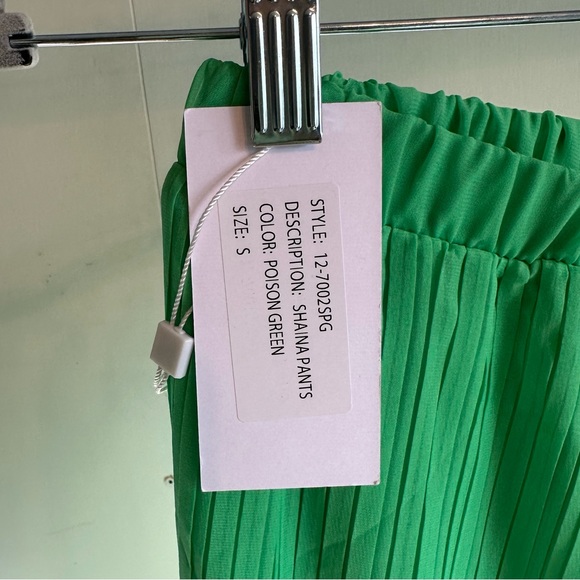 STYLE: 12-7002SPG
DESCRIPTION: SHAINA PANTS
COLOR: POISON GREEN
SIZE: S